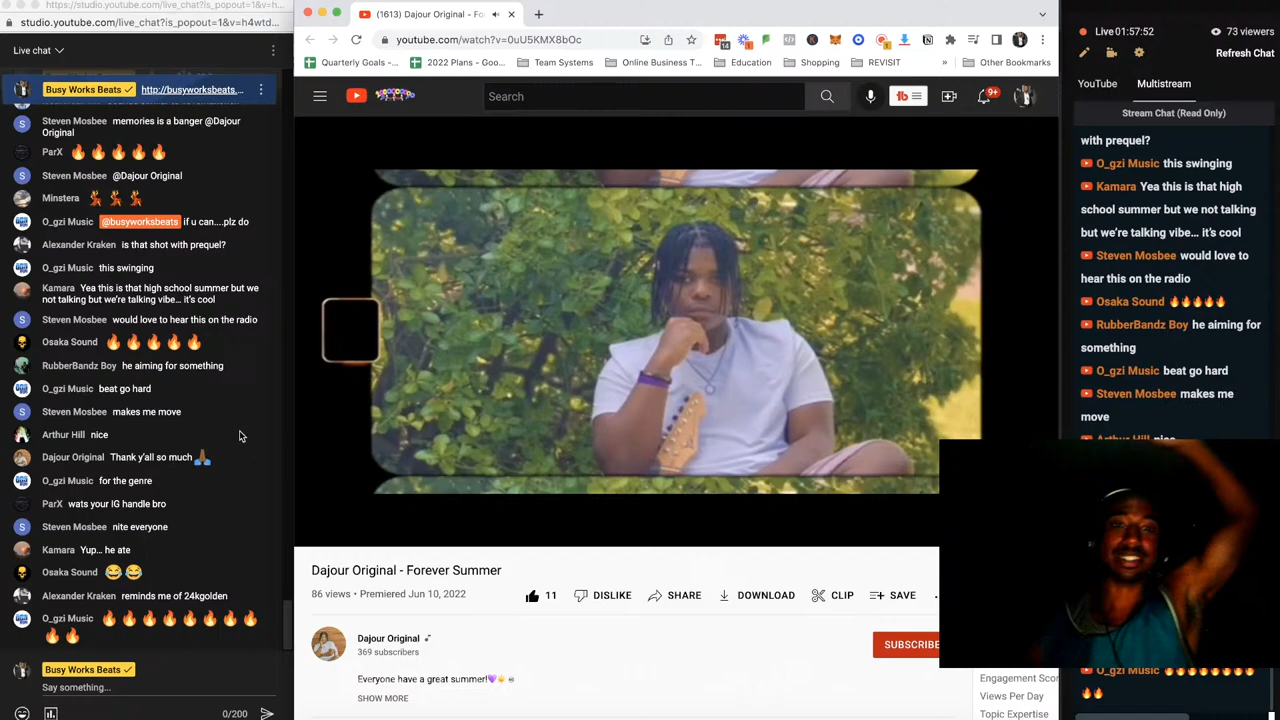 https://studio.youtube.com/live_chat?is_popout=1&v=h...
studio.youtube.com/live_chat?is_popout=1&v=h4wtd...
Live chat
Busy Works Beats http://busyworksbeats....
Steven Mosbee memories is a banger @Dajour
Original
ParX 🔥🔥🔥🔥🔥
Steven Mosbee @Dajour Original
Minstera 💃💃💃
O_gzi Music @busyworksbeats if u can....plz do
Alexander Kraken is that shot with prequel?
O_gzi Music this swinging
Kamara Yea this is that high school summer but we
not talking but we're talking vibe… it's cool
Steven Mosbee would love to hear this on the radio
Osaka Sound 🔥🔥🔥🔥🔥
RubberBandz Boy he aiming for something
O_gzi Music beat go hard
Steven Mosbee makes me move
Arthur Hill nice
Dajour Original Thank y'all so much 🙏🏾
O_gzi Music for the genre
ParX wats your IG handle bro
Steven Mosbee nite everyone
Kamara Yup… he ate
Osaka Sound 😂😂
Alexander Kraken reminds me of 24kgolden
O_gzi Music 🔥🔥🔥🔥🔥🔥🔥🔥
🔥🔥
Busy Works Beats
Say something...
0/200
(1613) Dajour Original - Fo
youtube.com/watch?v=0uU5KMX8bOc
14
Quarterly Goals -...
2022 Plans - Goo...
Team Systems
Online Business T...
Education
Shopping
REVISIT
»
Other Bookmarks
Search
9+
Dajour Original - Forever Summer
86 views • Premiered Jun 10, 2022
11
DISLIKE
SHARE
DOWNLOAD
CLIP
SAVE
Dajour Original
369 subscribers
SUBSCRIBE
Everyone have a great summer!💜
SHOW MORE
Engagement Scor
Views Per Day
Topic Expertise
Live 01:57:52
73 viewers
Refresh Chat
YouTube
Multistream
Stream Chat (Read Only)
with prequel?
O_gzi Music this swinging
Kamara Yea this is that high
school summer but we not talking
but we're talking vibe… it's cool
Steven Mosbee would love to
hear this on the radio
Osaka Sound 🔥🔥🔥🔥🔥
RubberBandz Boy he aiming for
something
O_gzi Music beat go hard
Steven Mosbee makes me
move
Arthur Hill nice
O_gzi Music 🔥🔥🔥🔥🔥🔥🔥🔥
🔥🔥